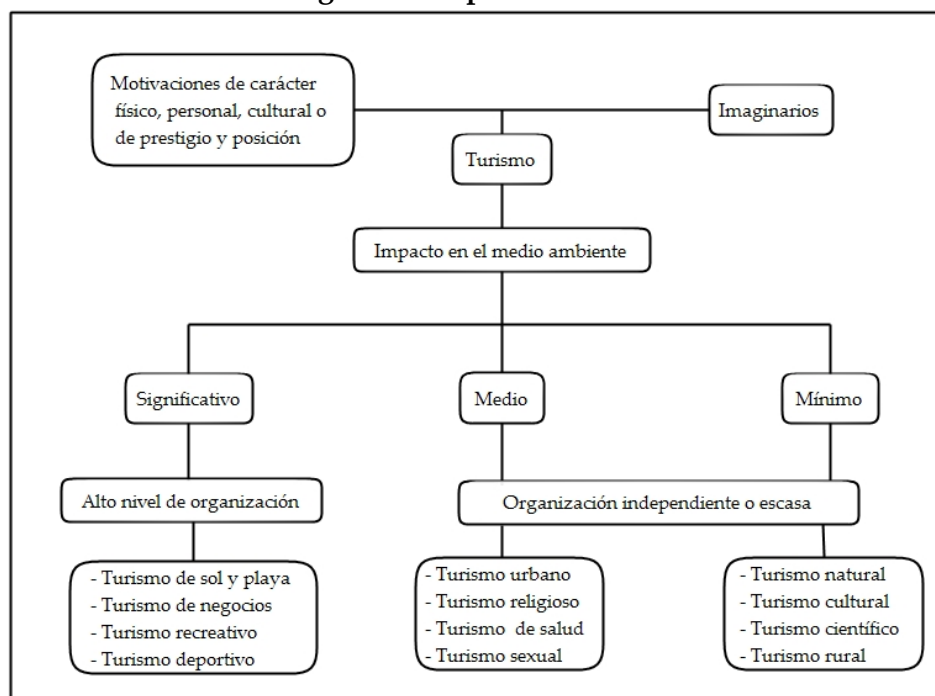 Motivaciones de carácter
físico, personal, cultural o
de prestigio y posición
Imaginarios
Turismo
Impacto en el medio ambiente
Significativo
Medio
Mínimo
Alto nivel de organización
Organización independiente o escasa
- Turismo de sol y playa
- Turismo de negocios
- Turismo recreativo
- Turismo deportivo
- Turismo urbano
- Turismo religioso
- Turismo de salud
- Turismo sexual
- Turismo natural
- Turismo cultural
- Turismo científico
- Turismo rural